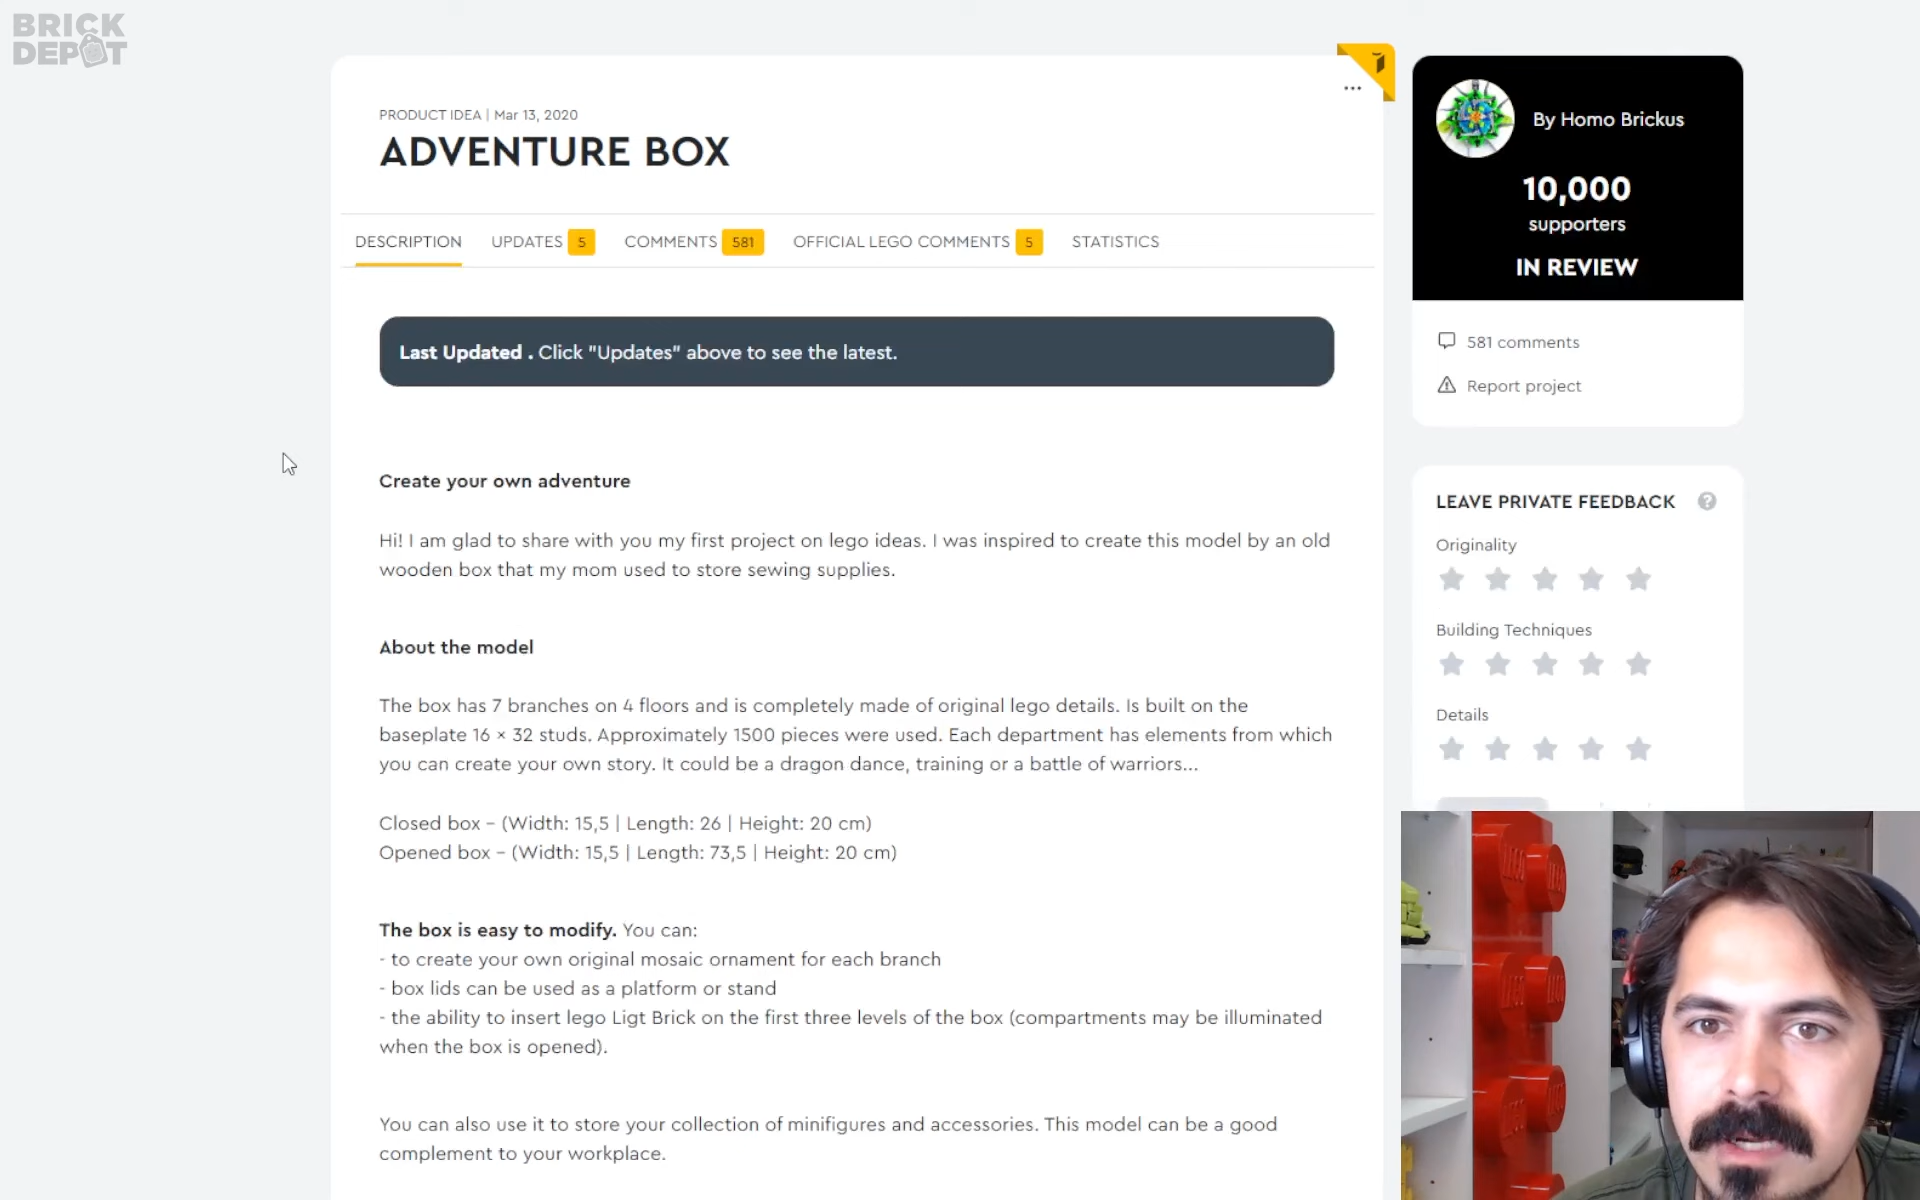 BRICK
DEPOT
PRODUCT IDEA | Mar 13, 2020
ADVENTURE BOX
DESCRIPTION UPDATES 5 COMMENTS 581 OFFICIAL LEGO COMMENTS 5 STATISTICS
Last Updated . Click "Updates" above to see the latest.
Create your own adventure
Hi! I am glad to share with you my first project on lego ideas. I was inspired to create this model by an old
wooden box that my mom used to store sewing supplies.
About the model
The box has 7 branches on 4 floors and is completely made of original lego details. Is built on the
baseplate 16 × 32 studs. Approximately 1500 pieces were used. Each department has elements from which
you can create your own story. It could be a dragon dance, training or a battle of warriors...
Closed box – (Width: 15,5 | Length: 26 | Height: 20 cm)
Opened box – (Width: 15,5 | Length: 73,5 | Height: 20 cm)
The box is easy to modify. You can:
- to create your own original mosaic ornament for each branch
- box lids can be used as a platform or stand
- the ability to insert lego Ligt Brick on the first three levels of the box (compartments may be illuminated
when the box is opened).
You can also use it to store your collection of minifigures and accessories. This model can be a good
complement to your workplace.
By Homo Brickus
10,000
supporters
IN REVIEW
581 comments
Report project
LEAVE PRIVATE FEEDBACK ?
Originality
Building Techniques
Details